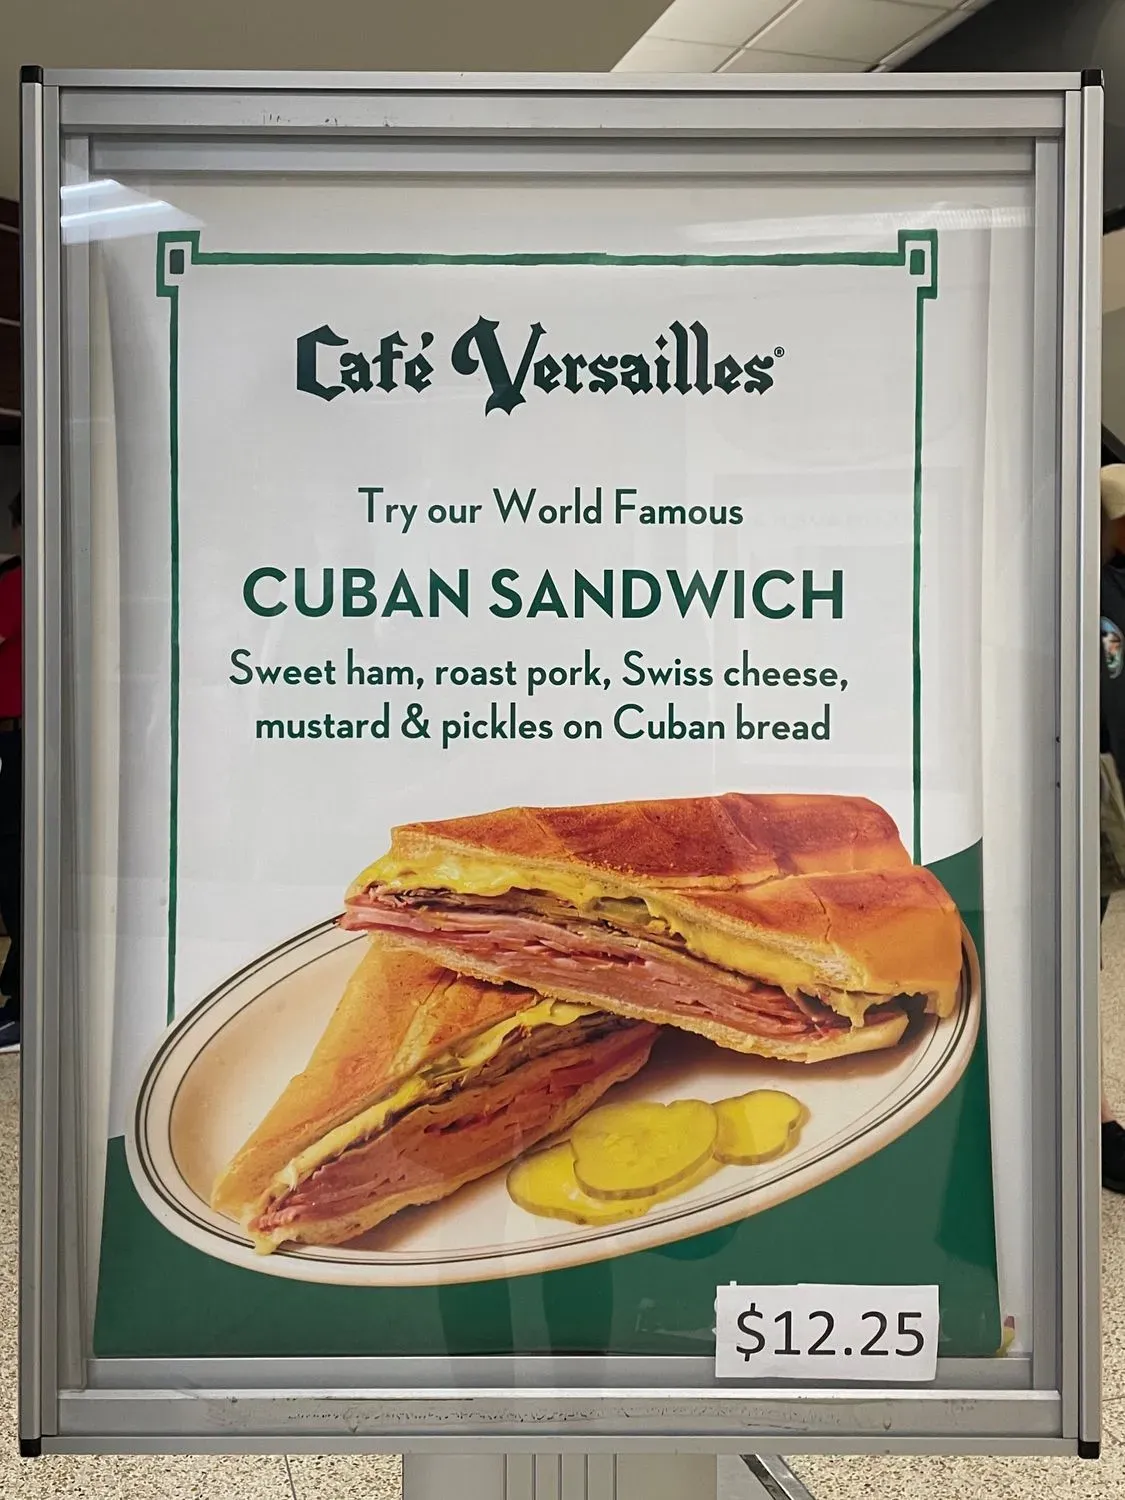 Café Versailles®
Try our World Famous
CUBAN SANDWICH
Sweet ham, roast pork, Swiss cheese,
mustard & pickles on Cuban bread
$12.25